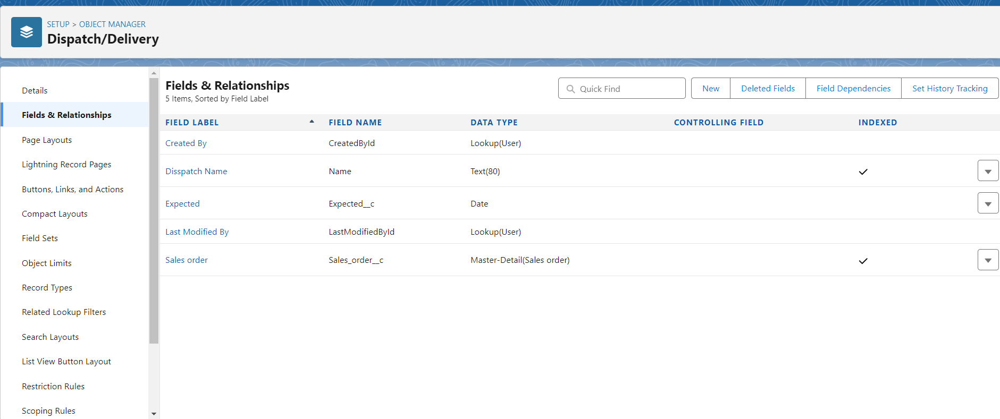 SETUP > OBJECT MANAGER
Dispatch/Delivery
Details
Fields & Relationships
Page Layouts
Lightning Record Pages
Buttons, Links, and Actions
Compact Layouts
Field Sets
Object Limits
Record Types
Related Lookup Filters
Search Layouts
List View Button Layout
Restriction Rules
Scoping Rules
Fields & Relationships
5 Items, Sorted by Field Label
Quick Find
New
Deleted Fields
Field Dependencies
Set History Tracking
FIELD LABEL FIELD NAME DATA TYPE CONTROLLING FIELD INDEXED
Created By CreatedById Lookup(User)
Disspatch Name Name Text(80)
Expected Expected__c Date
Last Modified By LastModifiedById Lookup(User)
Sales order Sales_order__c Master-Detail(Sales order)